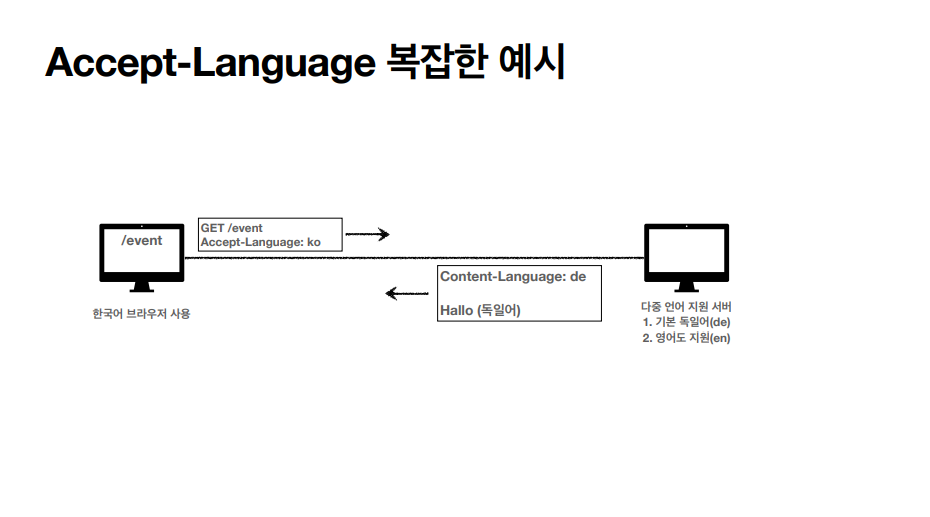 Accept-Language 복잡한 예시
/event
GET /event
Accept-Language: ko
Content-Language: de
Hallo (독일어)
한국어 브라우저 사용
다중 언어 지원 서버
1. 기본 독일어(de)
2. 영어도 지원(en)